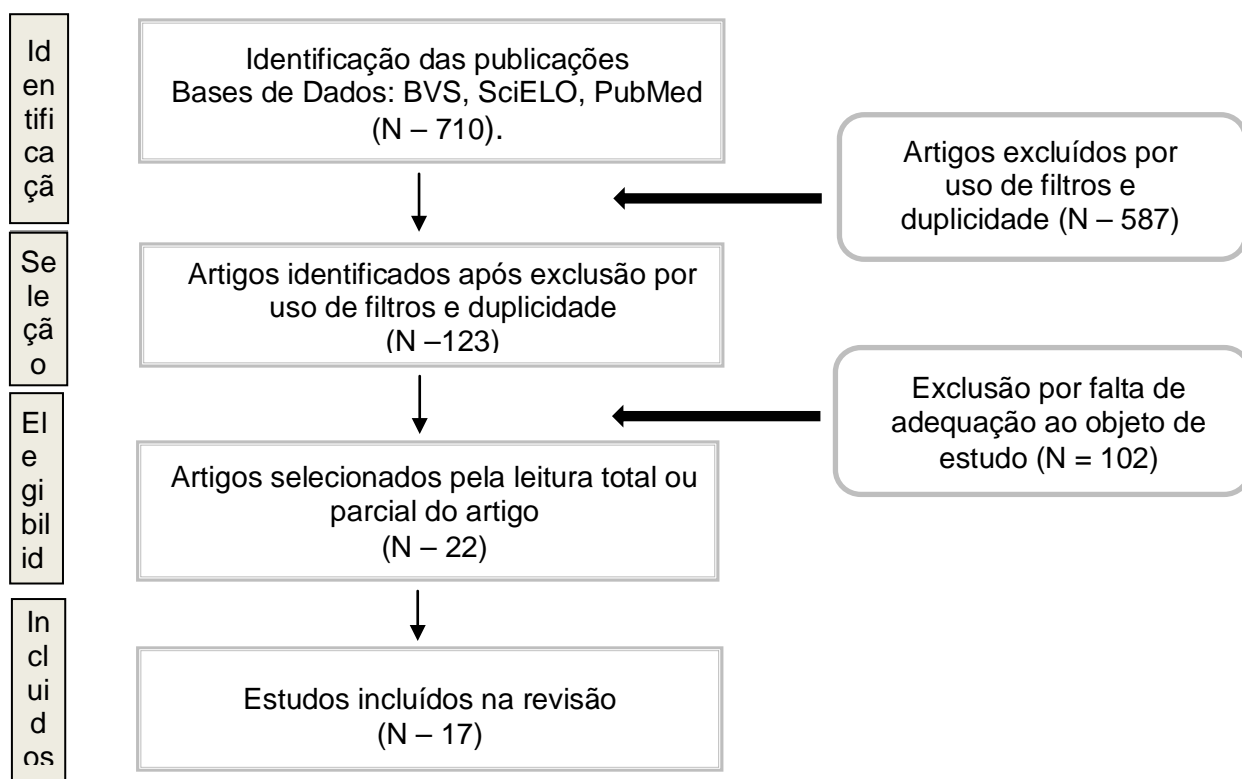 Id
en
tifi
ca
çã
Identificação das publicações
Bases de Dados: BVS, SciELO, PubMed
(N – 710).
Artigos excluídos por
uso de filtros e
duplicidade (N – 587)
Se
le
çã
o
Artigos identificados após exclusão por
uso de filtros e duplicidade
(N –123)
Exclusão por falta de
adequação ao objeto de
estudo (N = 102)
El
e
gi
bil
id
Artigos selecionados pela leitura total ou
parcial do artigo
(N – 22)
In
cl
ui
d
os
Estudos incluídos na revisão
(N – 17)